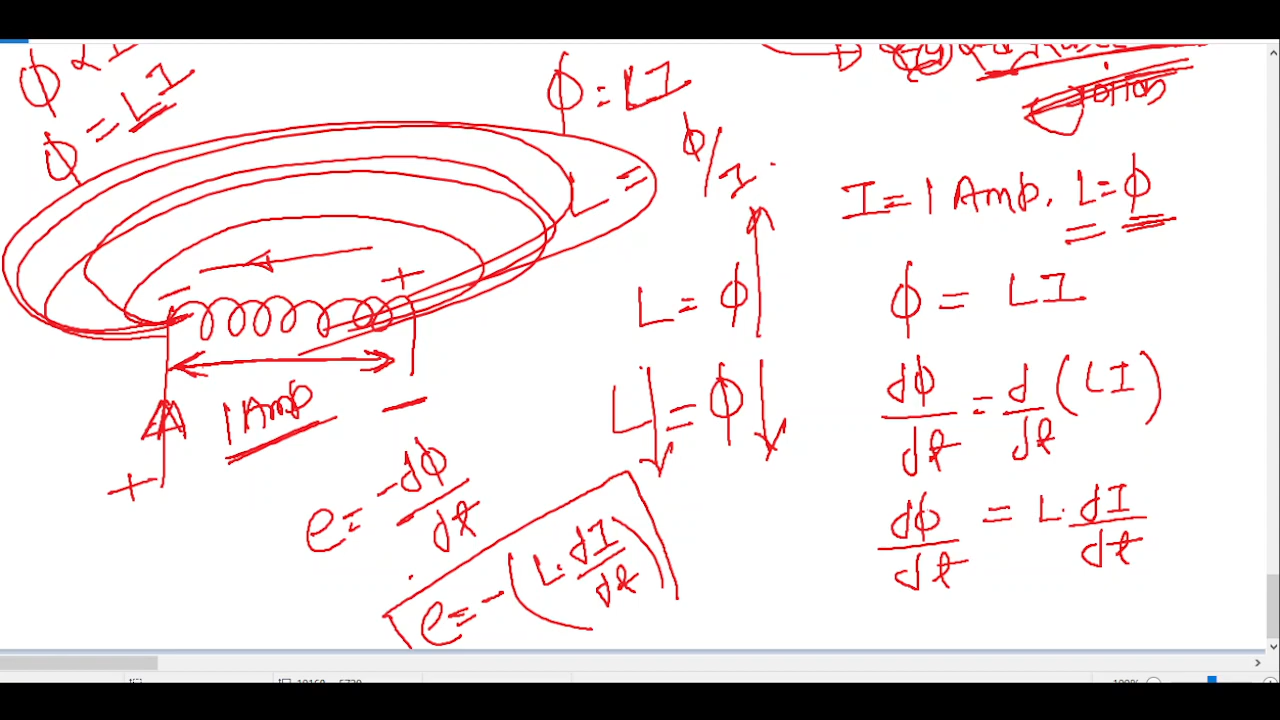 ϕ ∝ I
ϕ = LI
ϕ = LI
L = ϕ/I
I = 1 Amp. L = ϕ
L = ϕ
L = ϕ
ϕ = LI
dϕ/dt = d/dt (LI)
dϕ/dt = L. dI/dt
- +
1 Amp
-
+
e = -dϕ/dt
e = - (L. dI/dt)